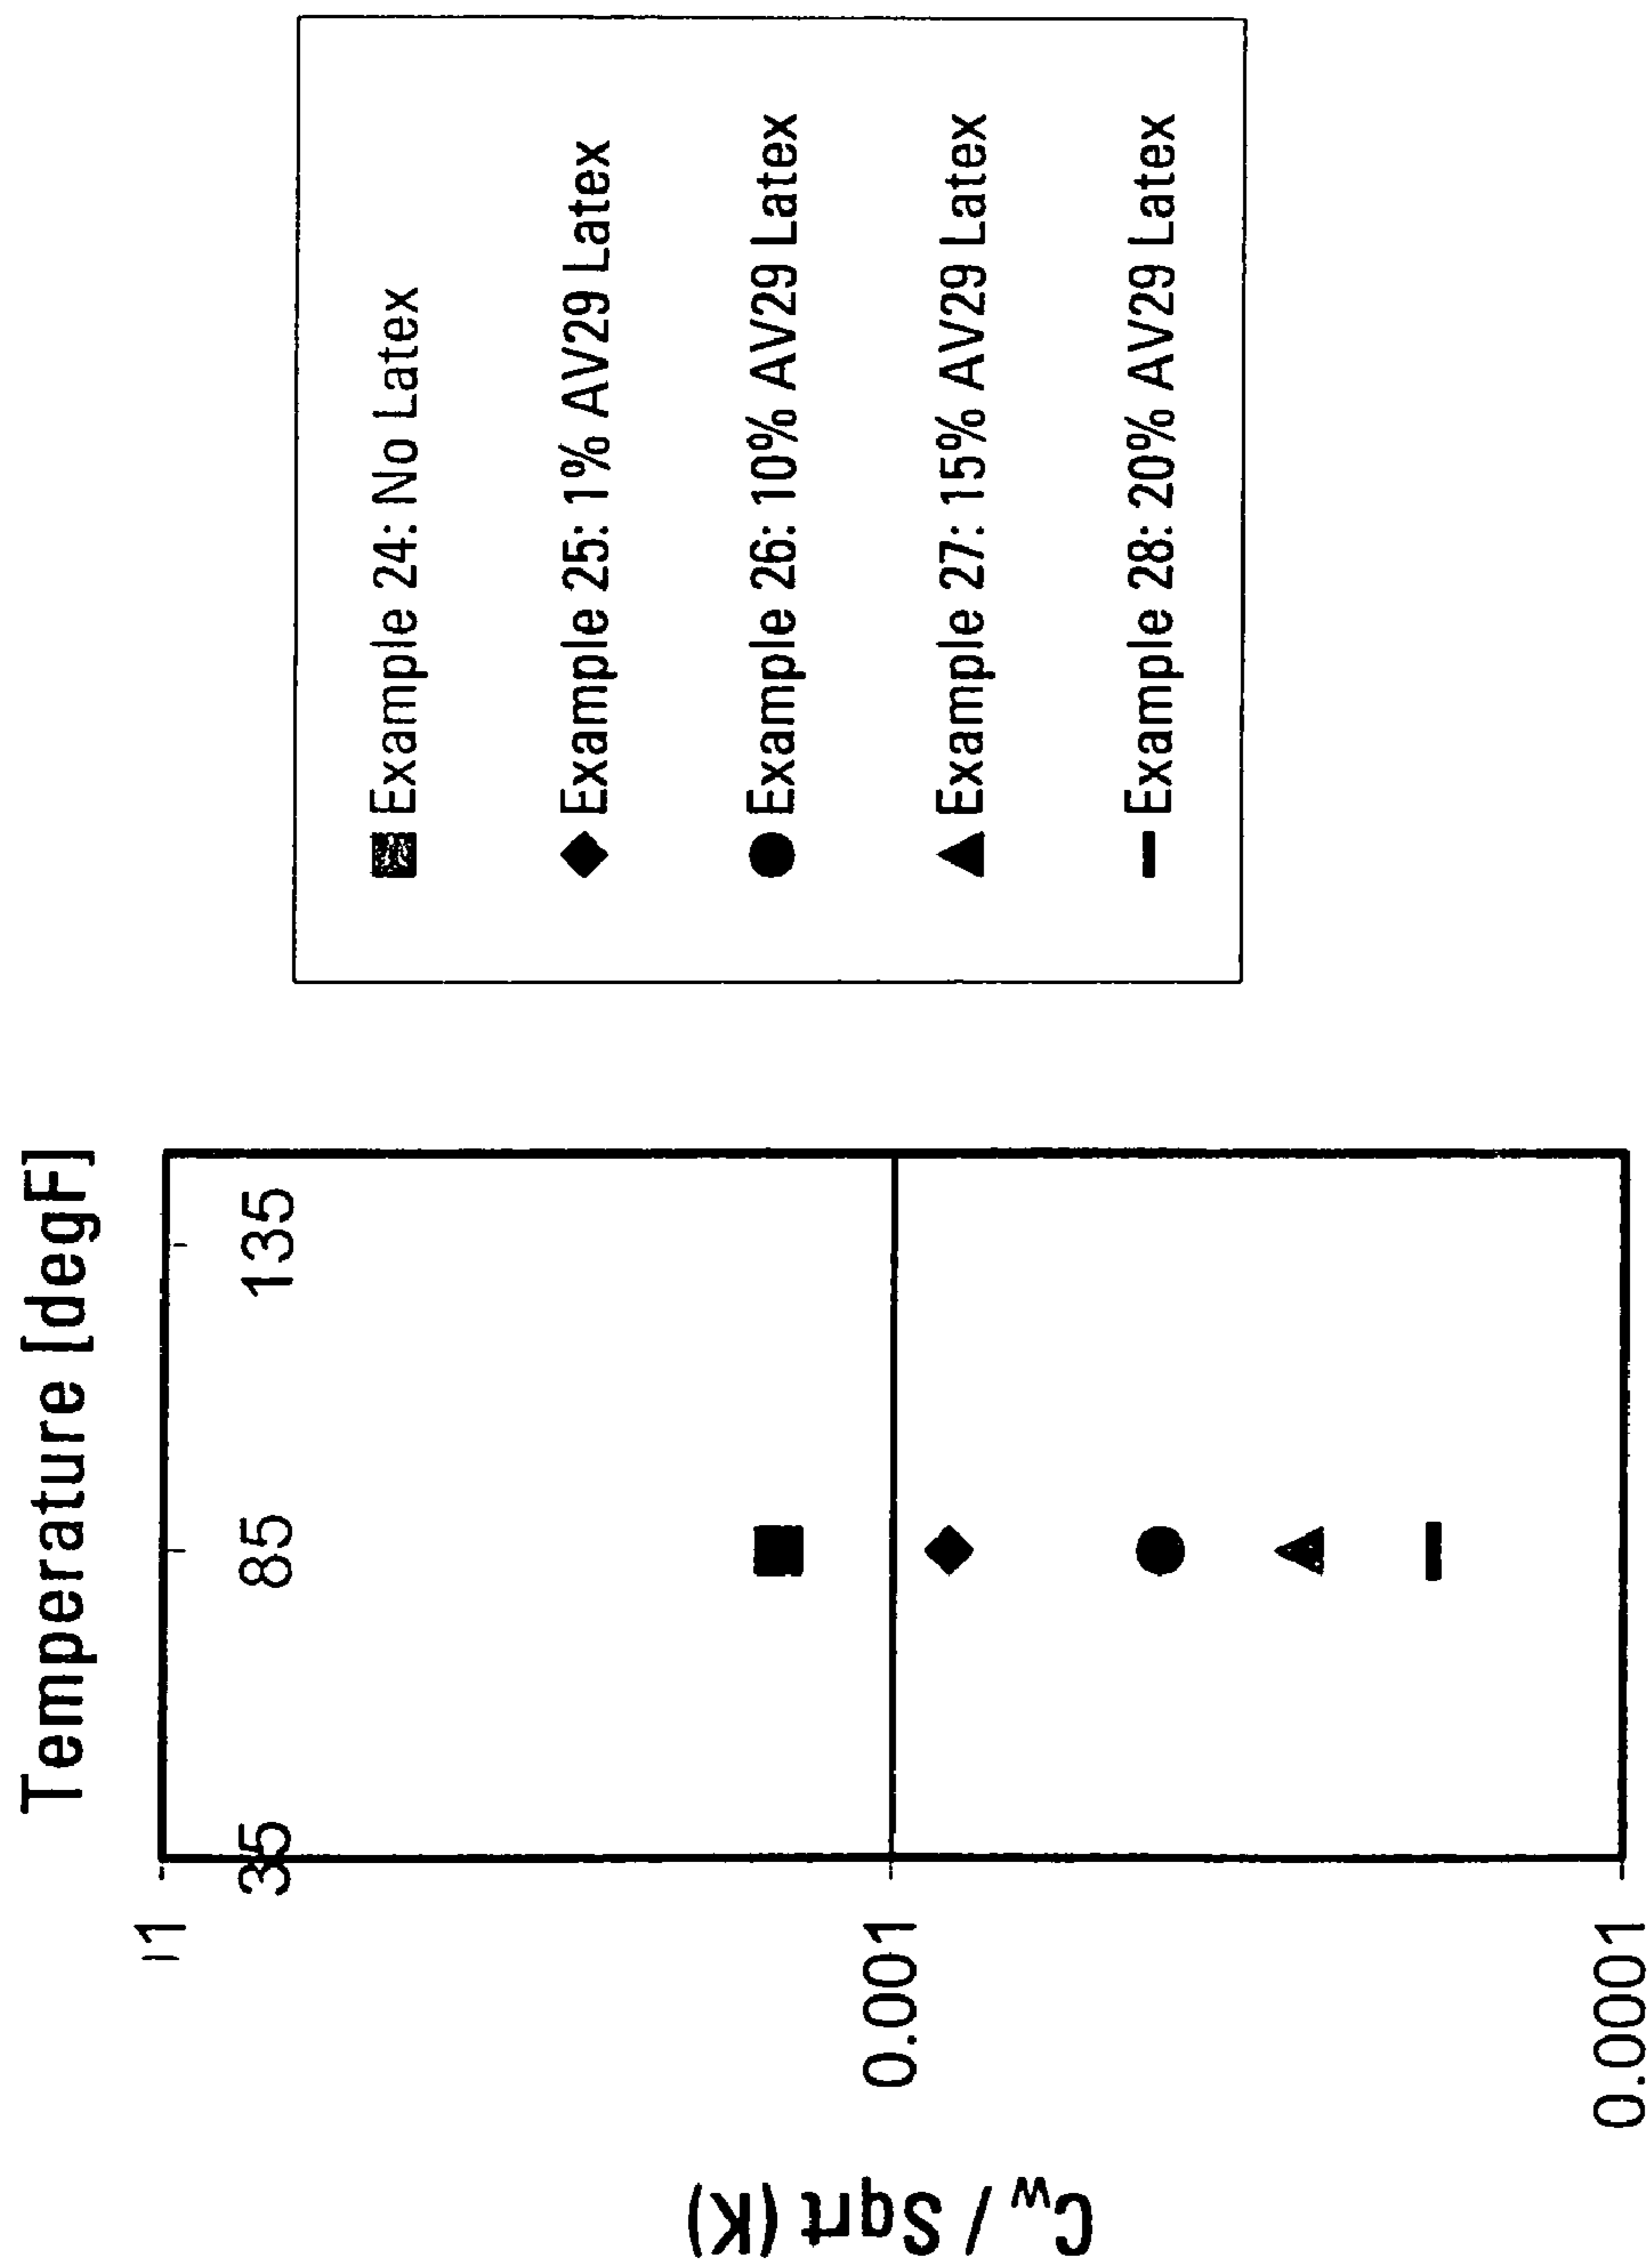 Temperature [degF]
35
85
135
0.001
0.0001
C_w / Sqrt (K)
Example 24: No Latex
Example 25: 1% AV29 Latex
Example 26: 10% AV29 Latex
Example 27: 15% AV29 Latex
Example 28: 20% AV29 Latex